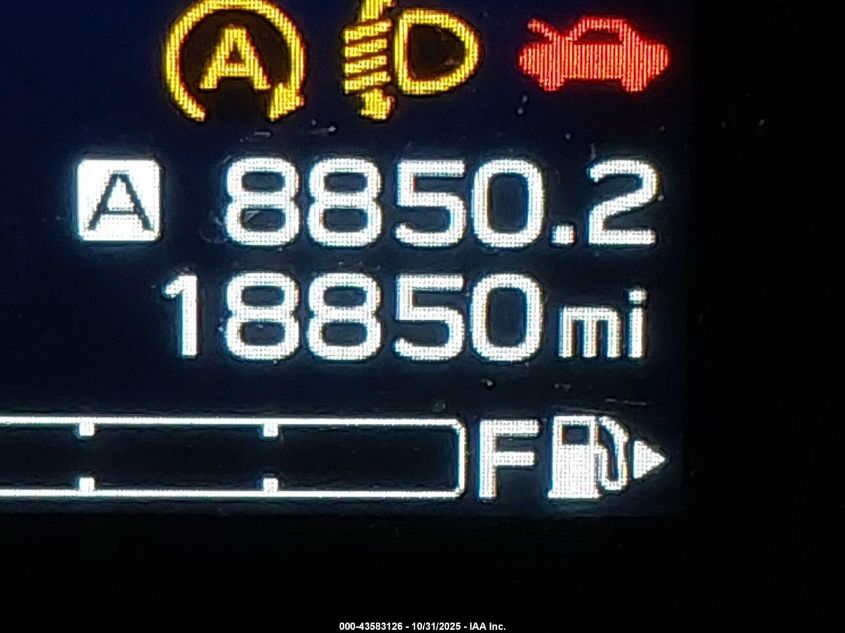 A
A 8850.2
18850 mi
F
000-43583126 - 10/31/2025 - IAA Inc.